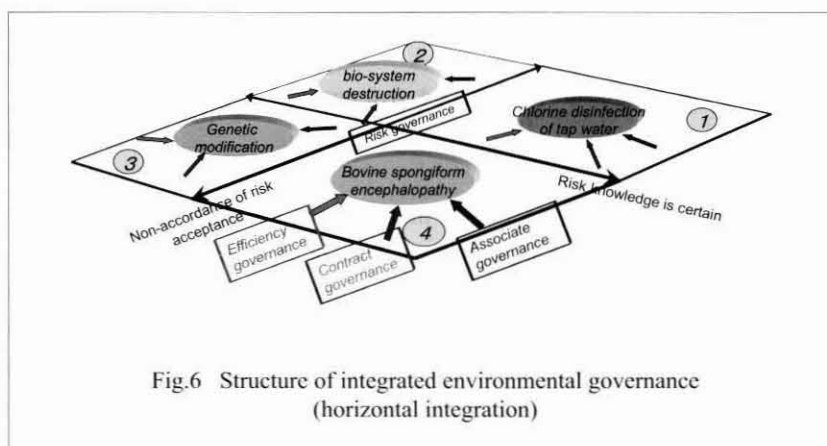 2
bio-system
destruction
Chlorine disinfection
of tap water
1
Risk governance
Genetic
modification
3
Bovine spongiform
encephalopathy
Risk knowledge is certain
Non-accordance of risk
acceptance
Efficiency
governance
Contract
governance
4
Associate
governance
Fig.6 Structure of integrated environmental governance
(horizontal integration)